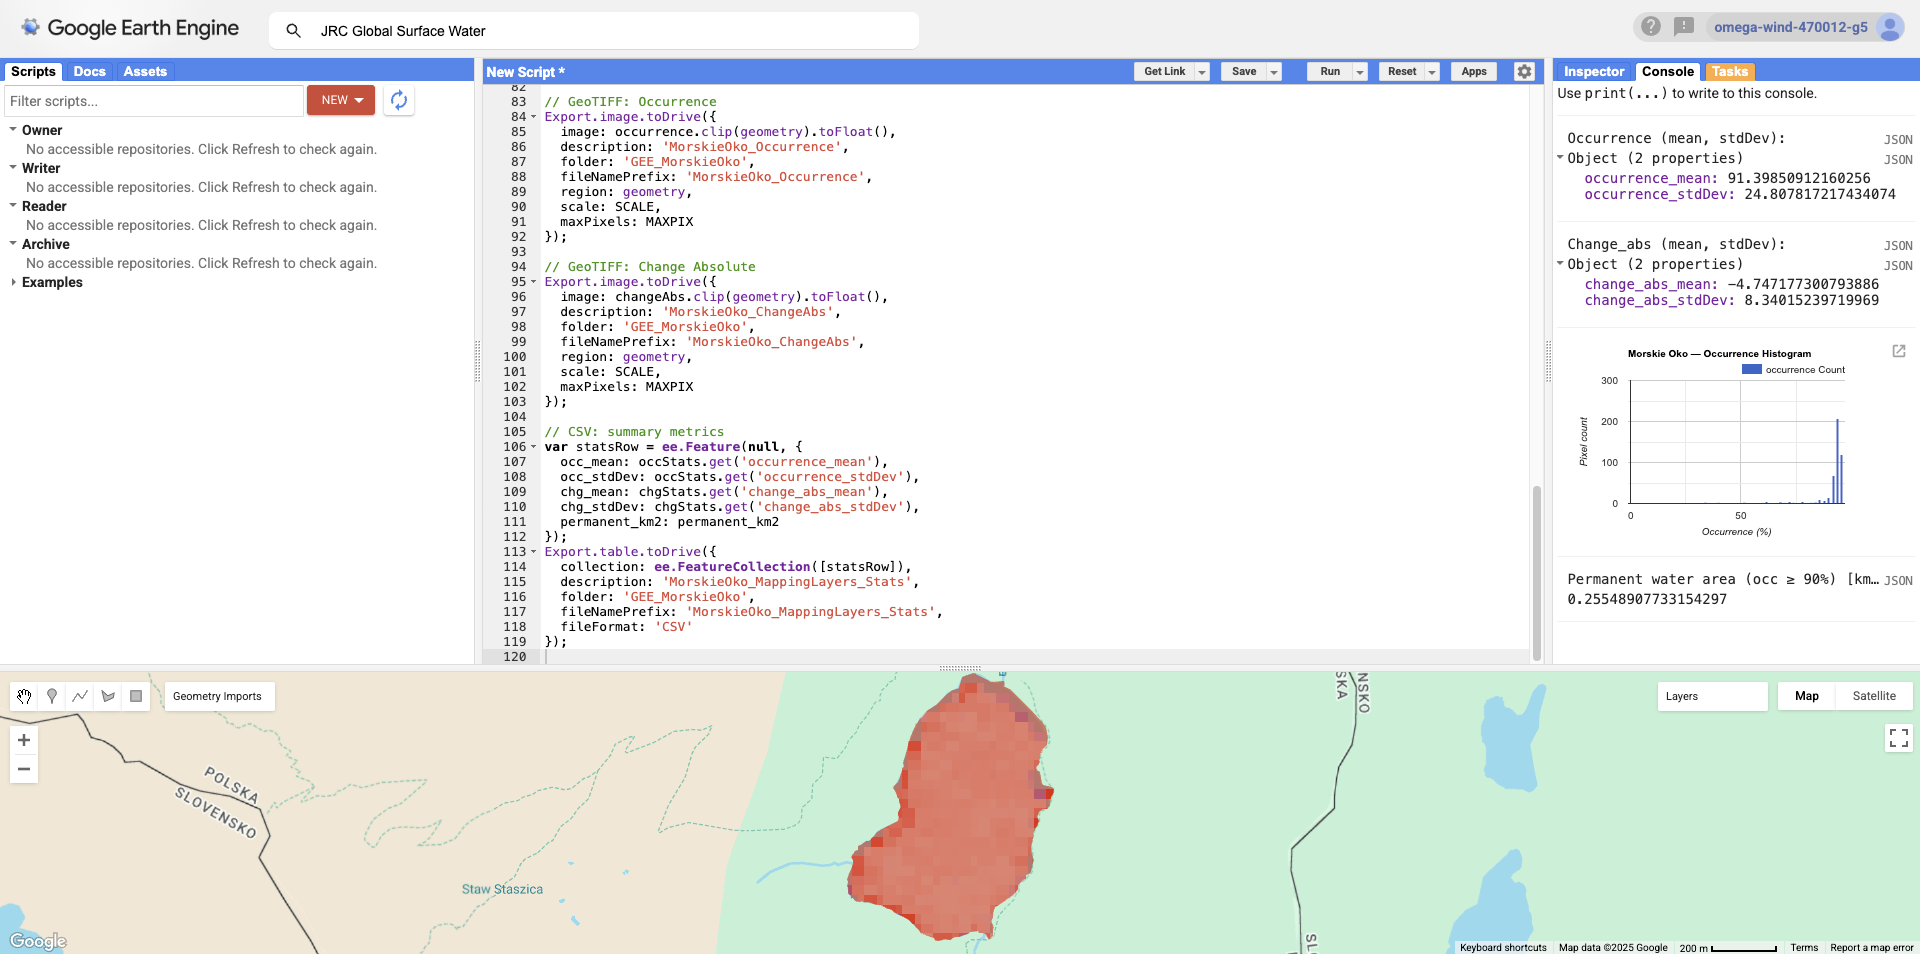 Google Earth Engine
JRC Global Surface Water
omega-wind-470012-g5
Scripts Docs Assets
Filter scripts...
NEW
Owner
No accessible repositories. Click Refresh to check again.
Writer
No accessible repositories. Click Refresh to check again.
Reader
No accessible repositories. Click Refresh to check again.
Archive
No accessible repositories. Click Refresh to check again.
Examples
New Script *
Get Link Save Run Reset Apps
82
83 // GeoTIFF: Occurrence
84 Export.image.toDrive({
85 image: occurrence.clip(geometry).toFloat(),
86 description: 'MorskieOko_Occurrence',
87 folder: 'GEE_MorskieOko',
88 fileNamePrefix: 'MorskieOko_Occurrence',
89 region: geometry,
90 scale: SCALE,
91 maxPixels: MAXPIX
92 });
93
94 // GeoTIFF: Change Absolute
95 Export.image.toDrive({
96 image: changeAbs.clip(geometry).toFloat(),
97 description: 'MorskieOko_ChangeAbs',
98 folder: 'GEE_MorskieOko',
99 fileNamePrefix: 'MorskieOko_ChangeAbs',
100 region: geometry,
101 scale: SCALE,
102 maxPixels: MAXPIX
103 });
104
105 // CSV: summary metrics
106 var statsRow = ee.Feature(null, {
107 occ_mean: occStats.get('occurrence_mean'),
108 occ_stdDev: occStats.get('occurrence_stdDev'),
109 chg_mean: chgStats.get('change_abs_mean'),
110 chg_stdDev: chgStats.get('change_abs_stdDev'),
111 permanent_km2: permanent_km2
112 });
113 Export.table.toDrive({
114 collection: ee.FeatureCollection([statsRow]),
115 description: 'MorskieOko_MappingLayers_Stats',
116 folder: 'GEE_MorskieOko',
117 fileNamePrefix: 'MorskieOko_MappingLayers_Stats',
118 fileFormat: 'CSV'
119 });
120
Inspector Console Tasks
Use print(...) to write to this console.
Occurrence (mean, stdDev): JSON
Object (2 properties) JSON
occurrence_mean: 91.39850912160256
occurrence_stdDev: 24.807817217434074
Change_abs (mean, stdDev): JSON
Object (2 properties) JSON
change_abs_mean: -4.747177300793886
change_abs_stdDev: 8.34015239719969
Morskie Oko — Occurrence Histogram
occurrence Count
300
200
100
0
Pixel count
0 50
Occurrence (%)
Permanent water area (occ ≥ 90%) [km… JSON
0.25548907733154297
Geometry Imports
Layers
Map Satellite
POLSKA
SLOVENSKO
Staw Staszica
SKA
NSKO
SL
Google
Keyboard shortcuts Map data ©2025 Google 200 m Terms Report a map error